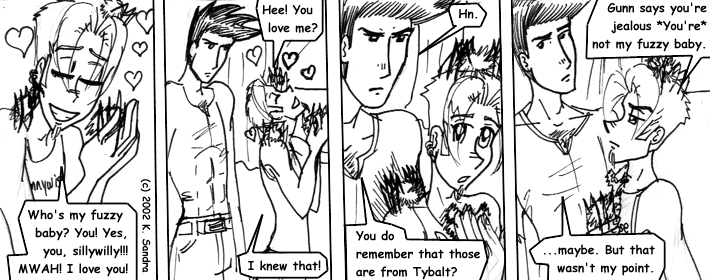 Who's my fuzzy
baby? You! Yes,
you, sillywilly!!!
MWAH! I love you!
(c) 2002 K. Sandra
Hee! You
love me?
I knew that!
Hn.
You do
remember that those
are from Tybalt?
Gunn says you're
jealous *You're*
not my fuzzy baby.
...maybe. But that
wasn't my point.